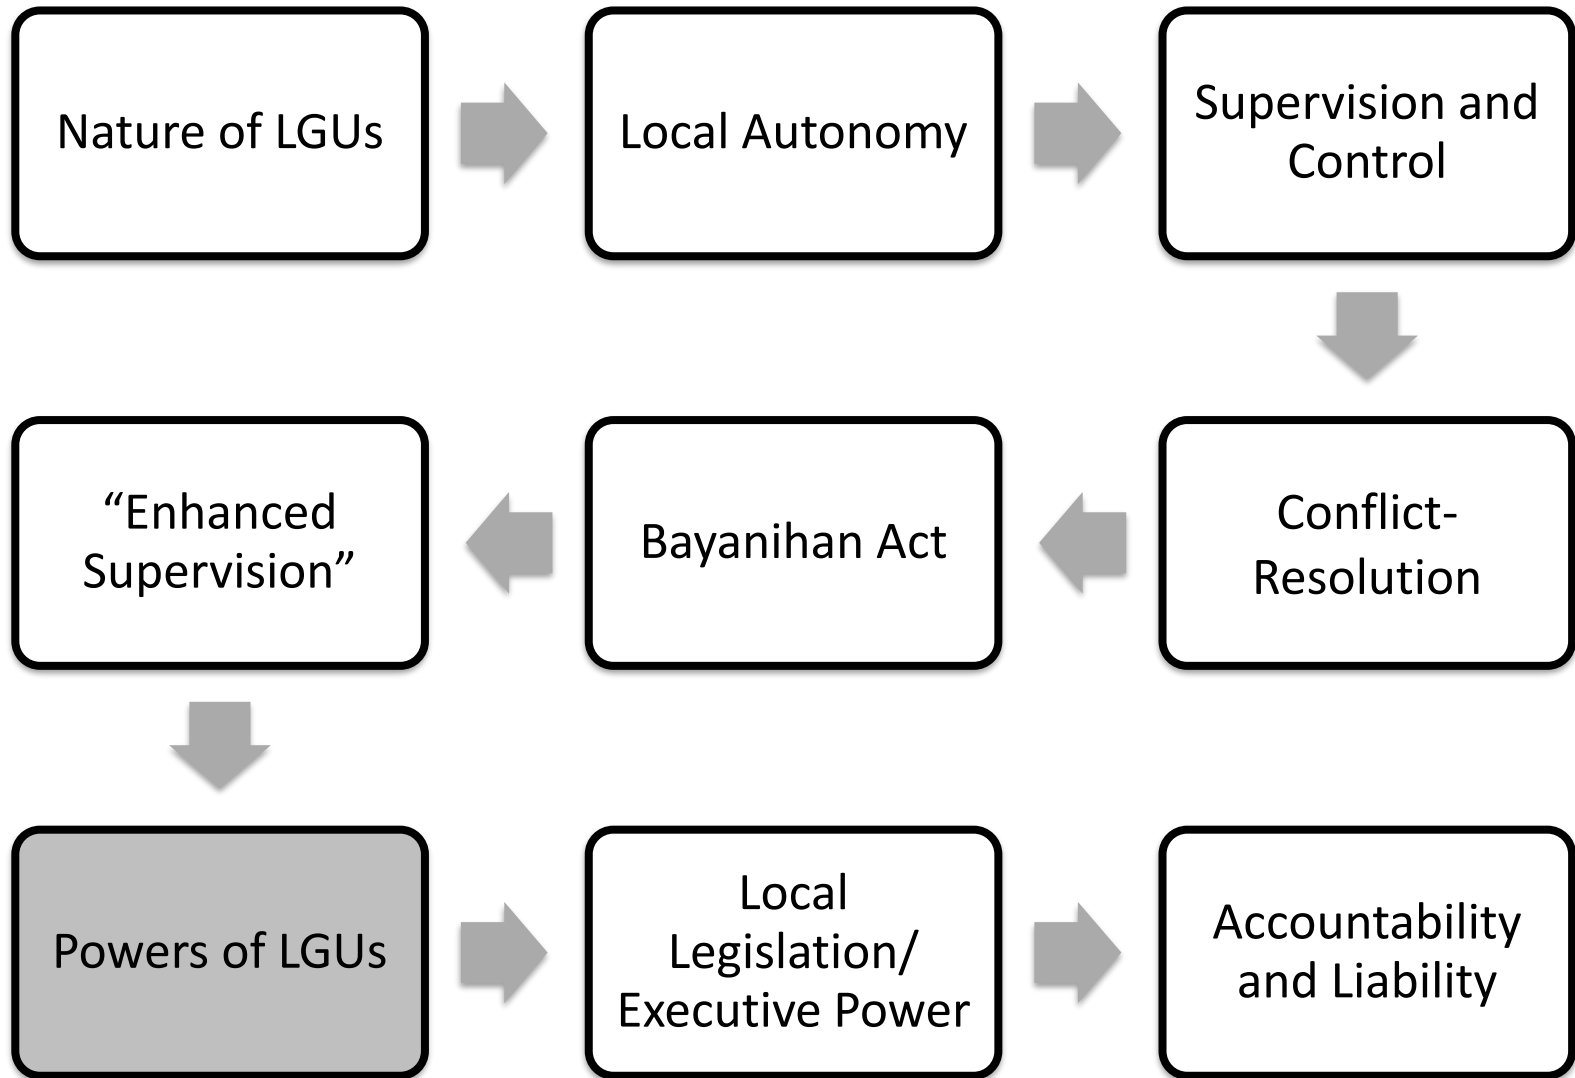 Nature of LGUs
Local Autonomy
Supervision and
Control
Conflict-
Resolution
Bayanihan Act
“Enhanced
Supervision”
Powers of LGUs
Local
Legislation/
Executive Power
Accountability
and Liability